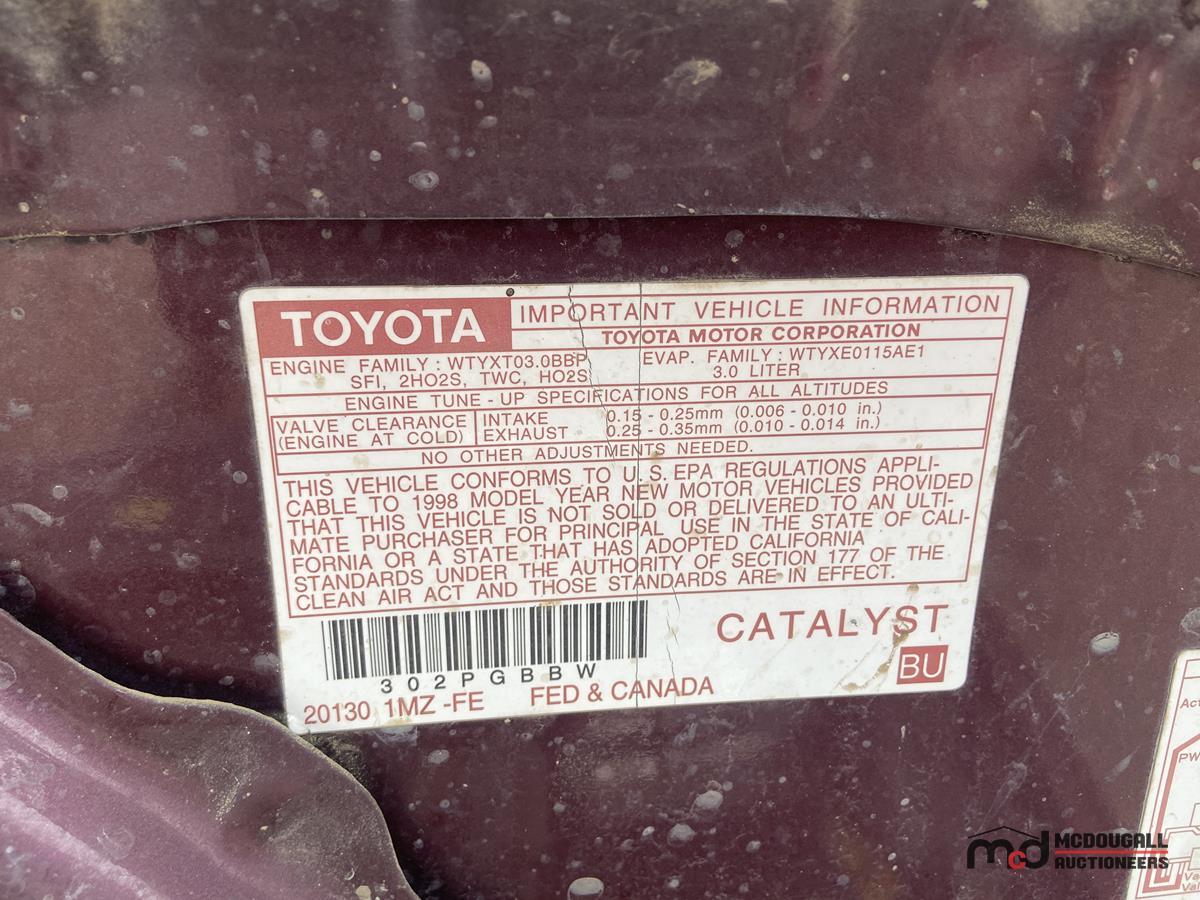 TOYOTA
IMPORTANT VEHICLE INFORMATION
TOYOTA MOTOR CORPORATION
ENGINE FAMILY : WTYXT03.0BBP EVAP. FAMILY : WTYXE0115AE1
SFI, 2HO2S, TWC, HO2S 3.0 LITER
ENGINE TUNE - UP SPECIFICATIONS FOR ALL ALTITUDES
VALVE CLEARANCE INTAKE 0.15 - 0.25mm (0.006 - 0.010 in.)
(ENGINE AT COLD) EXHAUST 0.25 - 0.35mm (0.010 - 0.014 in.)
NO OTHER ADJUSTMENTS NEEDED.
THIS VEHICLE CONFORMS TO U.S. EPA REGULATIONS APPLI-
CABLE TO 1998 MODEL YEAR NEW MOTOR VEHICLES PROVIDED
THAT THIS VEHICLE IS NOT SOLD OR DELIVERED TO AN ULTI-
MATE PURCHASER FOR PRINCIPAL USE IN THE STATE OF CALI-
FORNIA OR A STATE THAT HAS ADOPTED CALIFORNIA
STANDARDS UNDER THE AUTHORITY OF SECTION 177 OF THE
CLEAN AIR ACT AND THOSE STANDARDS ARE IN EFFECT.
CATALYST
302PGBBW
BU
20130 1MZ -FE FED & CANADA
Act
PW
Va
Val
mcd MCDOUGALL
AUCTIONEERS